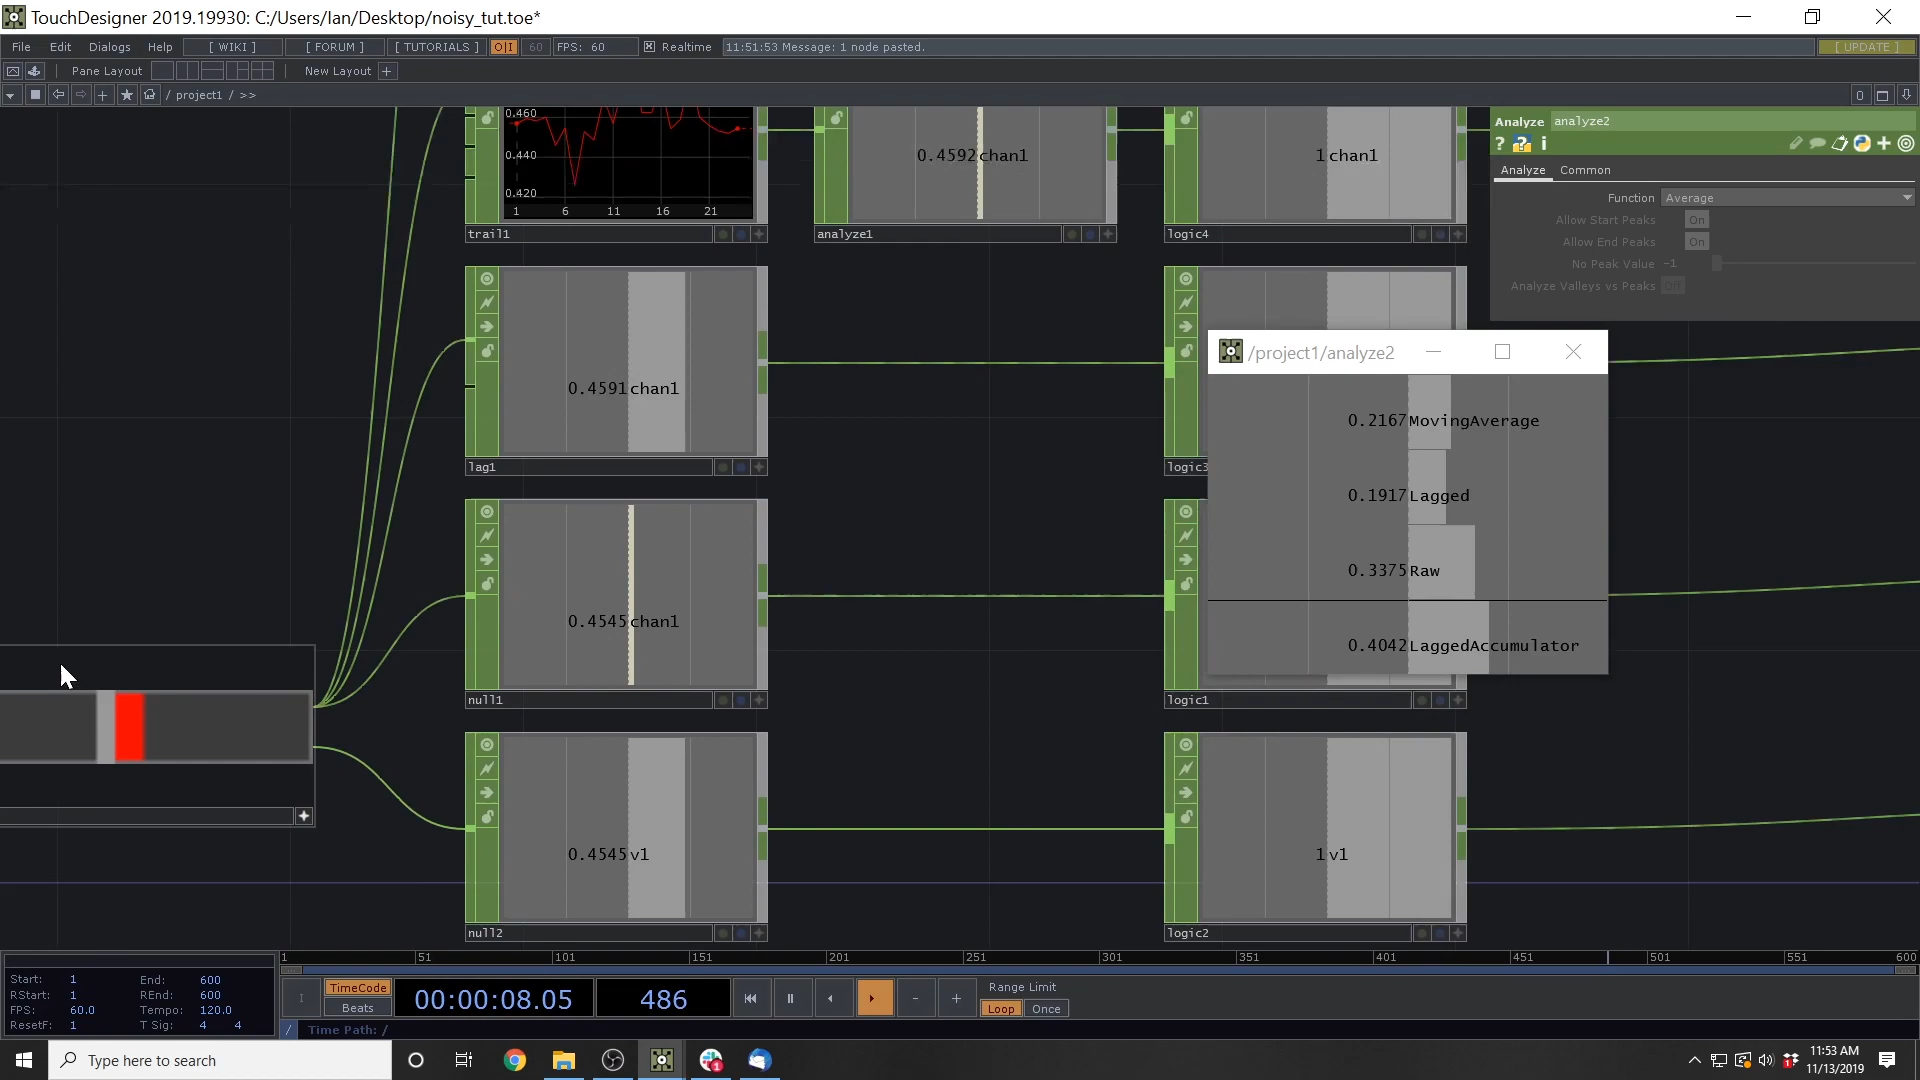 TouchDesigner 2019.19930: C:/Users/Ian/Desktop/noisy_tut.toe*
File Edit Dialogs Help [ WIKI ] [ FORUM ] [ TUTORIALS ] O|I 60 FPS: 60 Realtime 11:51:53 Message: 1 node pasted. [ UPDATE ]
Pane Layout New Layout +
/ project1 / >> 0
0.460
0.440
0.420
1 6 11 16 21
trail1
0.4592 chan1
analyze1
1 chan1
logic4
Analyze analyze2
? ? i
Analyze Common
Function Average
Allow Start Peaks On
Allow End Peaks On
No Peak Value -1
Analyze Valleys vs Peaks Off
0.4591 chan1
lag1
logic3
/project1/analyze2
0.2167 MovingAverage
0.1917 Lagged
0.3375 Raw
0.4042 LaggedAccumulator
0.4545 chan1
null1
logic1
0.4545 v1
null2
1 v1
logic2
1 51 101 151 201 251 301 351 401 451 501 551 600
Start: 1 End: 600
RStart: 1 REnd: 600
FPS: 60.0 Tempo: 120.0
ResetF: 1 T Sig: 4 4
TimeCode
Beats
00:00:08.05
486
- +
Range Limit
Loop Once
/ Time Path: /
Type here to search
1
11:53 AM
11/13/2019